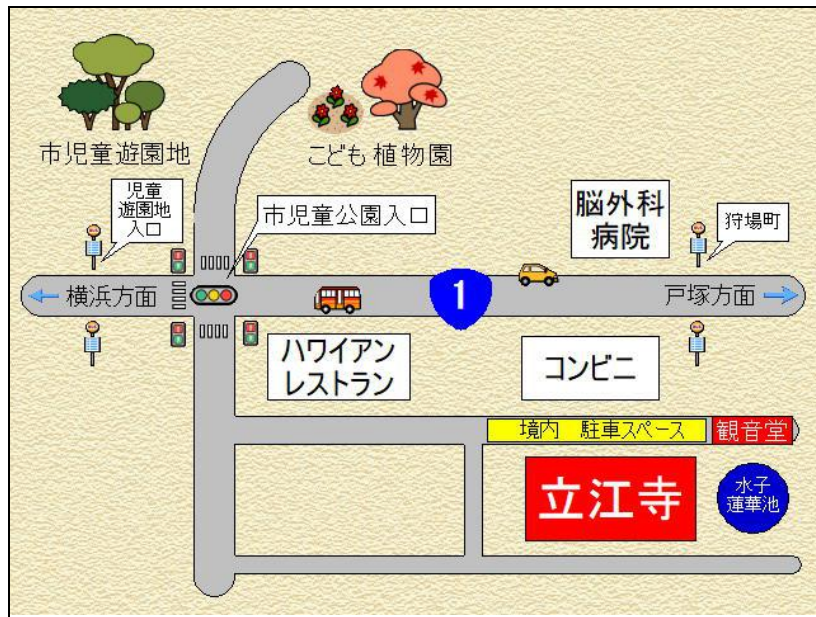 市児童遊園地
こども植物園
児童
遊園地
入口
市児童公園入口
脳外科
病院
狩場町
横浜方面
1
戸塚方面
ハワイアン
レストラン
コンビニ
境内 駐車スペース
観音堂
立江寺
水子
蓮華池